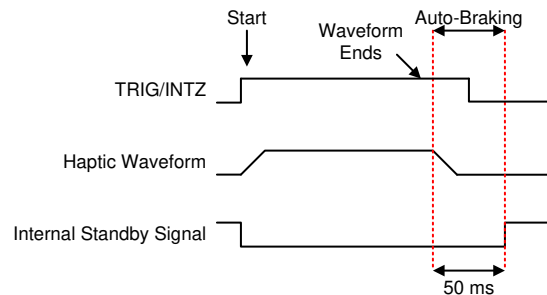 Start
Auto-Braking
Waveform
Ends
TRIG/INTZ
Haptic Waveform
Internal Standby Signal
50 ms